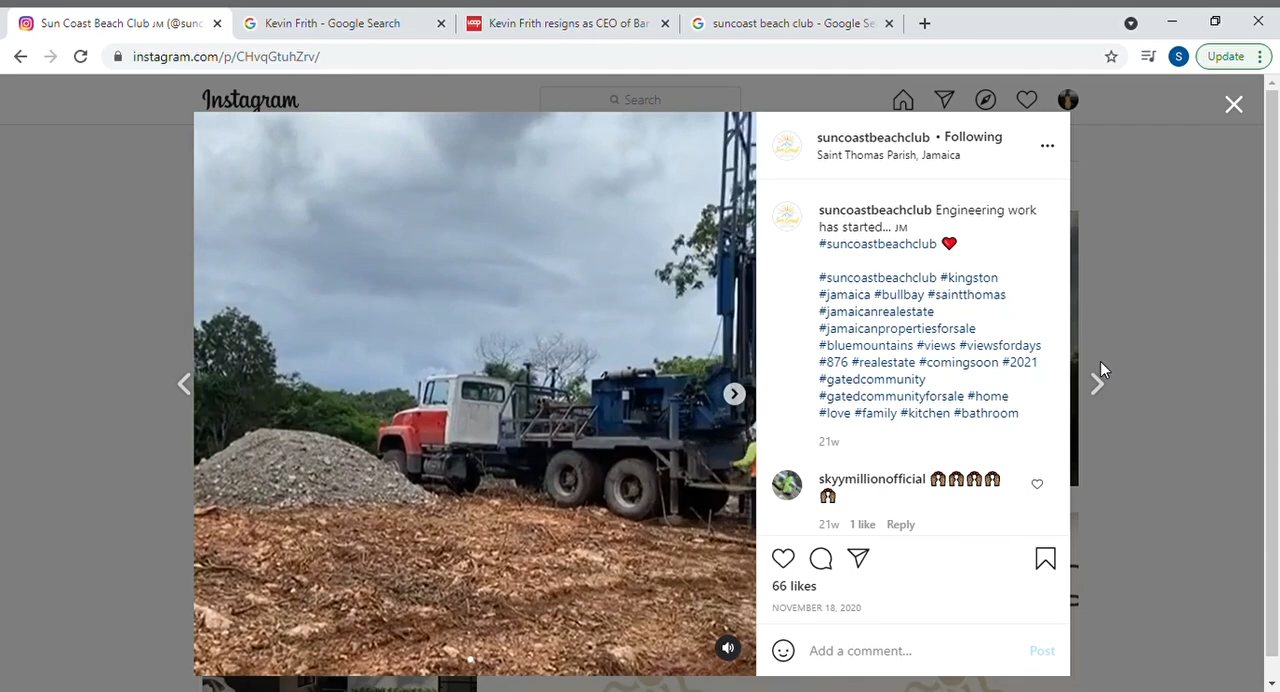 Sun Coast Beach Club JM (@sunc
Kevin Frith - Google Search
Kevin Frith resigns as CEO of Bar
suncoast beach club - Google Se
instagram.com/p/CHvqGtuhZrv/
S
Update
Instagram
Search
suncoastbeachclub • Following
Saint Thomas Parish, Jamaica
suncoastbeachclub Engineering work
has started... JM
#suncoastbeachclub ❤️
#suncoastbeachclub #kingston
#jamaica #bullbay #saintthomas
#jamaicanrealestate
#jamaicanpropertiesforsale
#bluemountains #views #viewsfordays
#876 #realestate #comingsoon #2021
#gatedcommunity
#gatedcommunityforsale #home
#love #family #kitchen #bathroom
21w
skyymillionofficial
21w 1 like Reply
66 likes
NOVEMBER 18, 2020
Add a comment...
Post